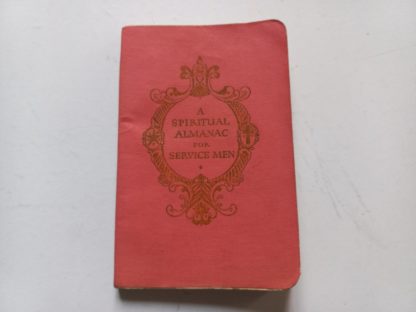 A
SPIRITUAL
ALMANAC
FOR
SERVICE MEN